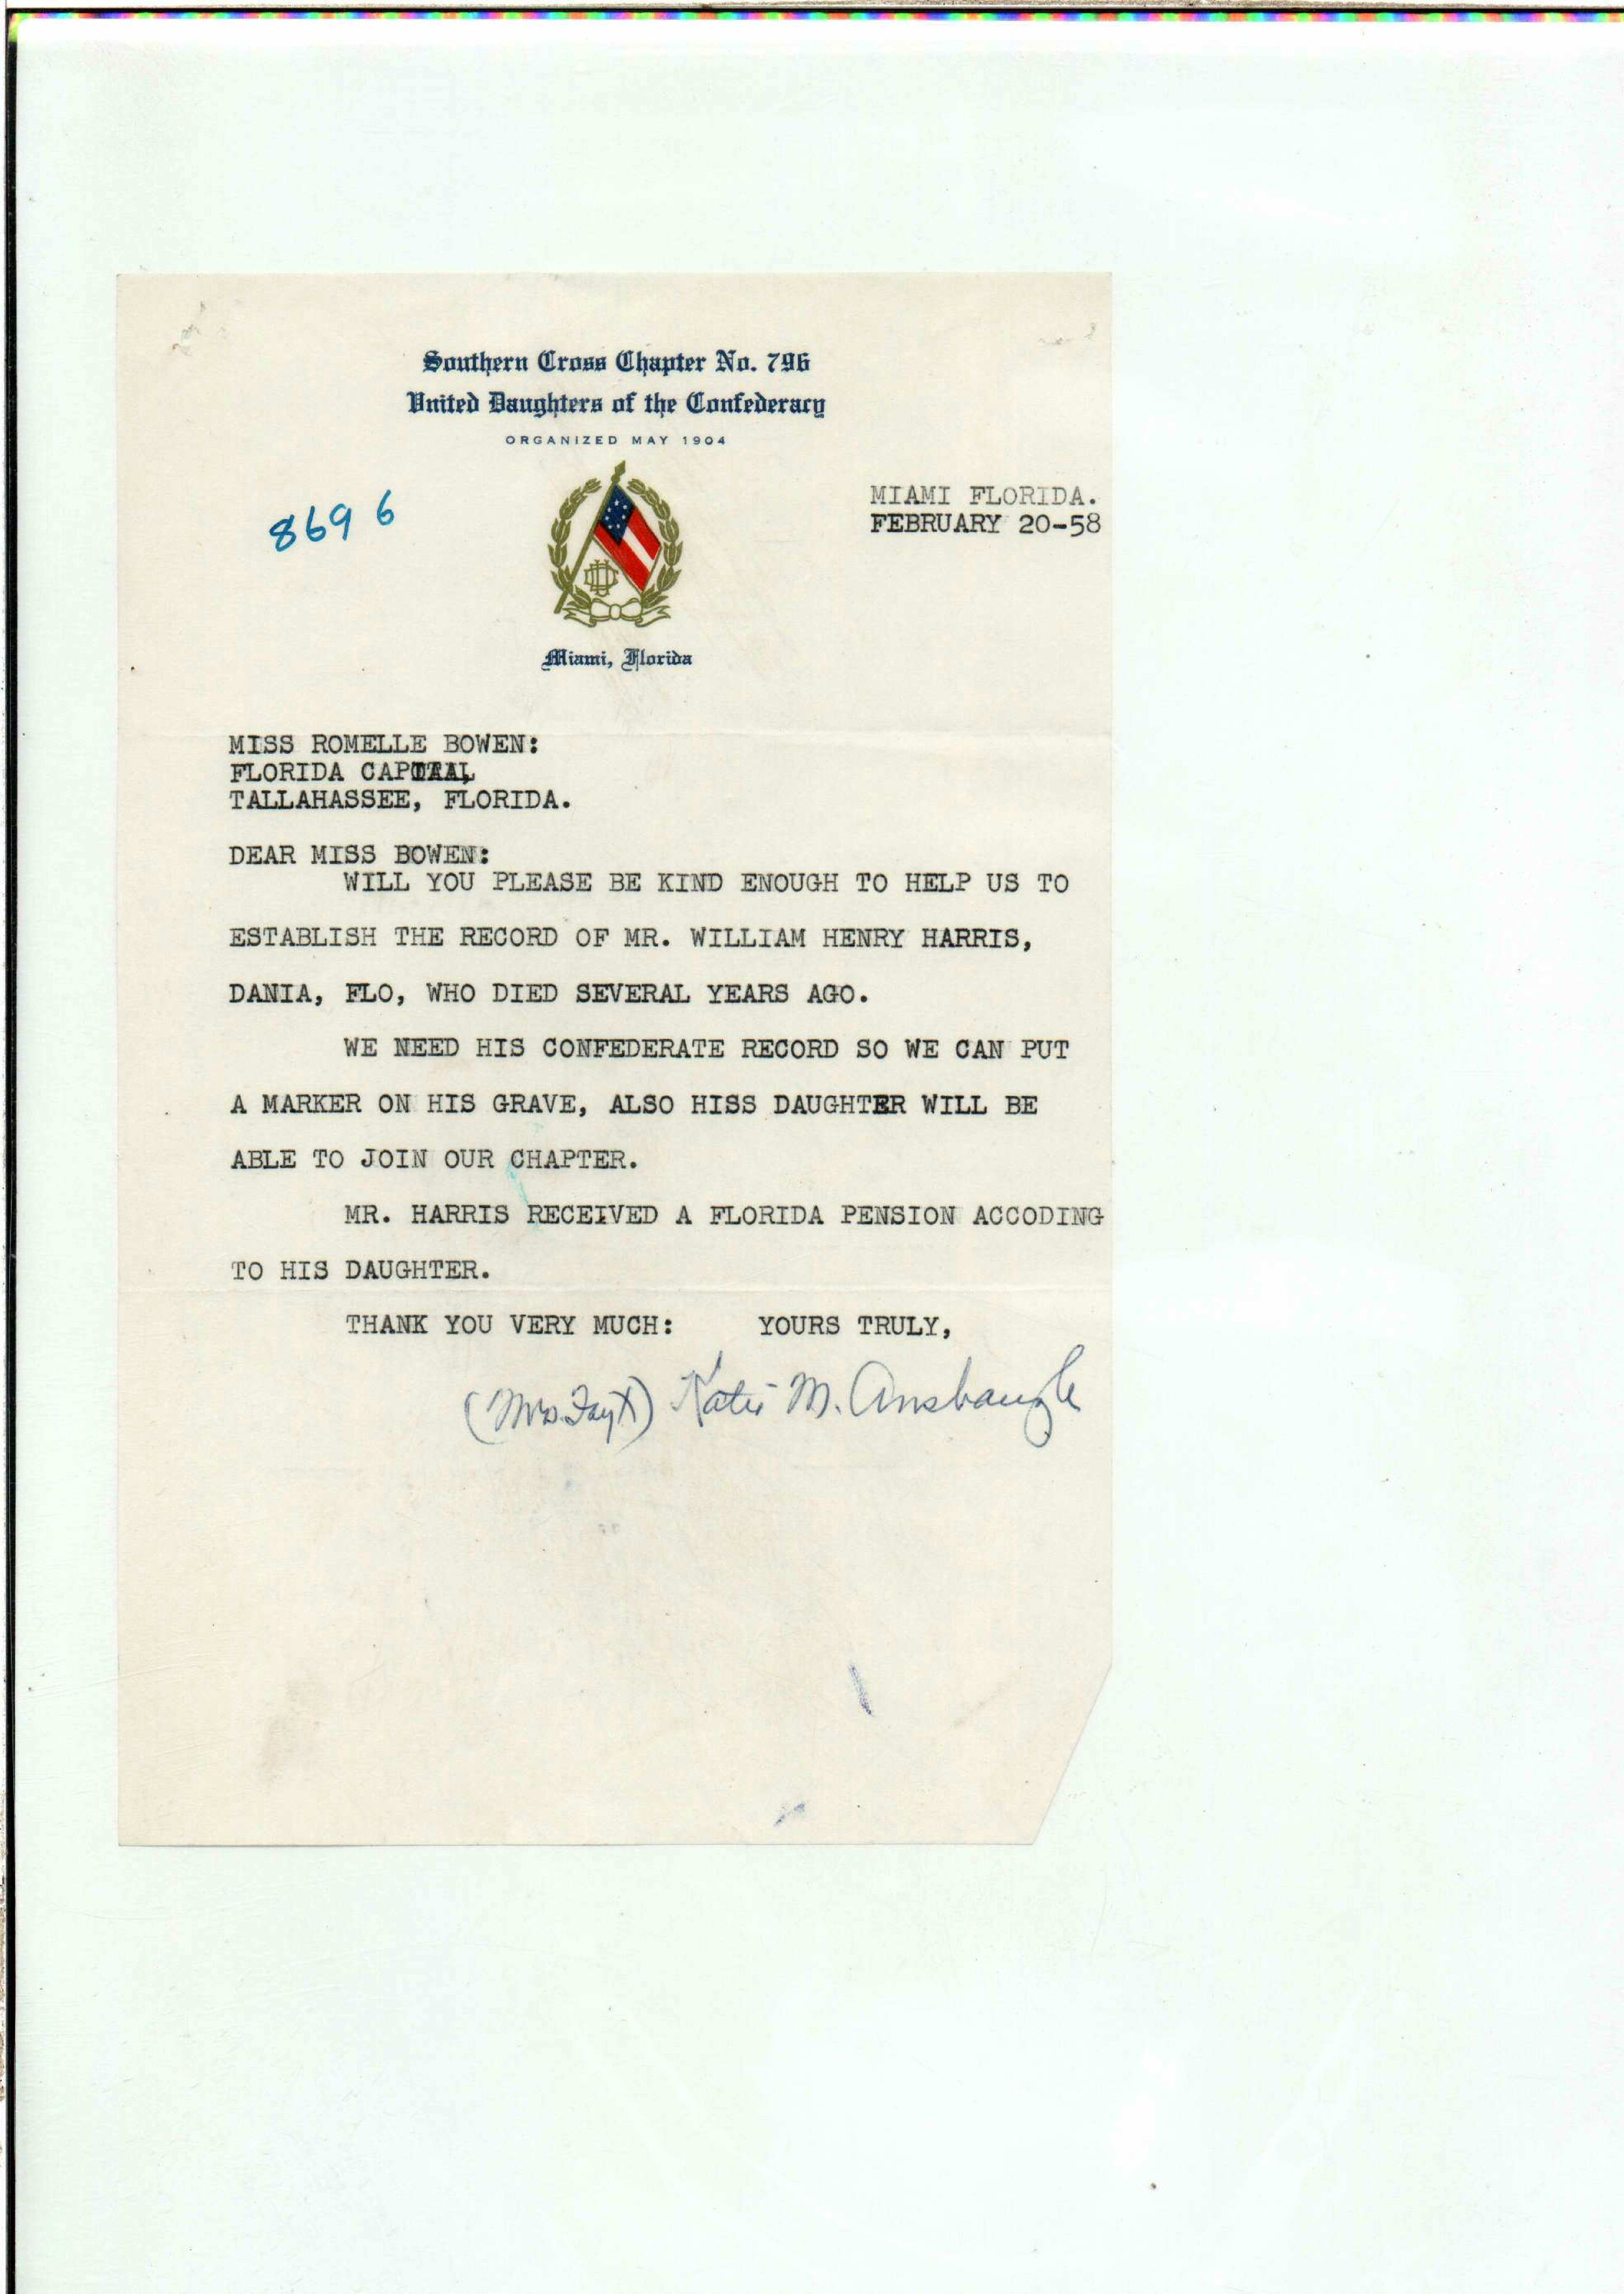 Southern Cross Chapter No. 796
United Daughters of the Confederacy
ORGANIZED MAY 1904
8696
MIAMI FLORIDA.
FEBRUARY 20-58
Miami, Florida
MISS ROMELLE BOWEN:
FLORIDA
TALLAHASSEE, FLORIDA.
DEAR MISS BOWEN:
WILL YOU PLEASE BE KIND ENOUGH TO HELP US TO
ESTABLISH THE RECORD OF MR. WILLIAM HENRY HARRIS,
DANIA, FLO, WHO DIED SEVERAL YEARS AGO.
WE NEED HIS CONFEDERATE RECORD SO WE CAN PUT
A MARKER ON HIS GRAVE, ALSO HISS DAUGHTER WILL BE
ABLE TO JOIN OUR CHAPTER.
MR. HARRIS RECEIVED A FLORIDA PENSION ACCODING
TO HIS DAUGHTER.
THANK YOU VERY MUCH: YOURS TRULY,
(Mrs. Katie M.